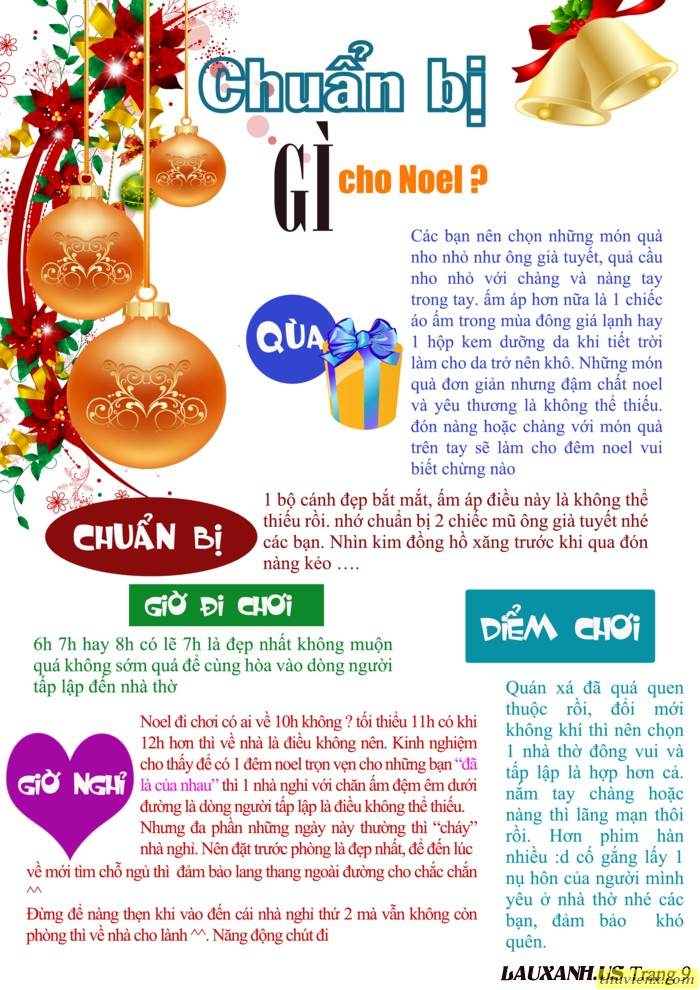 Chuẩn bị
GÌ cho Noel ?
Các bạn nên chọn những món quà
nho nhỏ như ông già tuyết, quả cầu
nho nhỏ với chàng và nàng tay
trong tay. ấm áp hơn nữa là 1 chiếc
áo ấm trong mùa đông giá lạnh hay
1 hộp kem dưỡng da khi tiết trời
làm cho da trở nên khô. Những món
quà đơn giản nhưng đậm chất noel
và yêu thương là không thể thiếu.
đón nàng hoặc chàng với món quà
trên tay sẽ làm cho đêm noel vui
biết chừng nào
QÙA
CHUẨN BỊ
1 bộ cánh đẹp bắt mắt, ấm áp điều này là không thể
thiếu rồi. nhớ chuẩn bị 2 chiếc mũ ông già tuyết nhé
các bạn. Nhìn kim đồng hồ xăng trước khi qua đón
nàng kẻo ….
GIỜ ĐI CHƠI
6h 7h hay 8h có lẽ 7h là đẹp nhất không muộn
quá không sớm quá để cùng hòa vào dòng người
tấp lập đến nhà thờ
DIỂM CHƠI
Quán xá đã quá quen
thuộc rồi, đổi mới
không khí thì nên chọn
1 nhà thờ đông vui và
tấp lập là hợp hơn cả.
nắm tay chàng hoặc
nàng thì lãng mạn thôi
rồi. Hơn phim hàn
nhiều :d cố gắng lấy 1
nụ hôn của người mình
yêu ở nhà thờ nhé các
bạn, đảm bảo khó
quên.
GIỜ NGHỈ
Noel đi chơi có ai về 10h không ? tối thiểu 11h có khi
12h hơn thì về nhà là điều không nên. Kinh nghiệm
cho thấy để có 1 đêm noel trọn vẹn cho những bạn “đã
là của nhau” thì 1 nhà nghỉ với chăn ấm đệm êm dưới
đường là dòng người tấp lập là điều không thể thiếu.
Nhưng đa phần những ngày này thường thì “cháy”
nhà nghỉ. Nên đặt trước phòng là đẹp nhất, để đến lúc
về mới tìm chỗ ngủ thì đảm bảo lang thang ngoài đường cho chắc chắn
^^
Đừng để nàng thẹn khi vào đến cái nhà nghỉ thứ 2 mà vẫn không còn
phòng thì về nhà cho lành ^^. Năng động chút đi
LAUXANH.US Trang 9
thuvienx.com